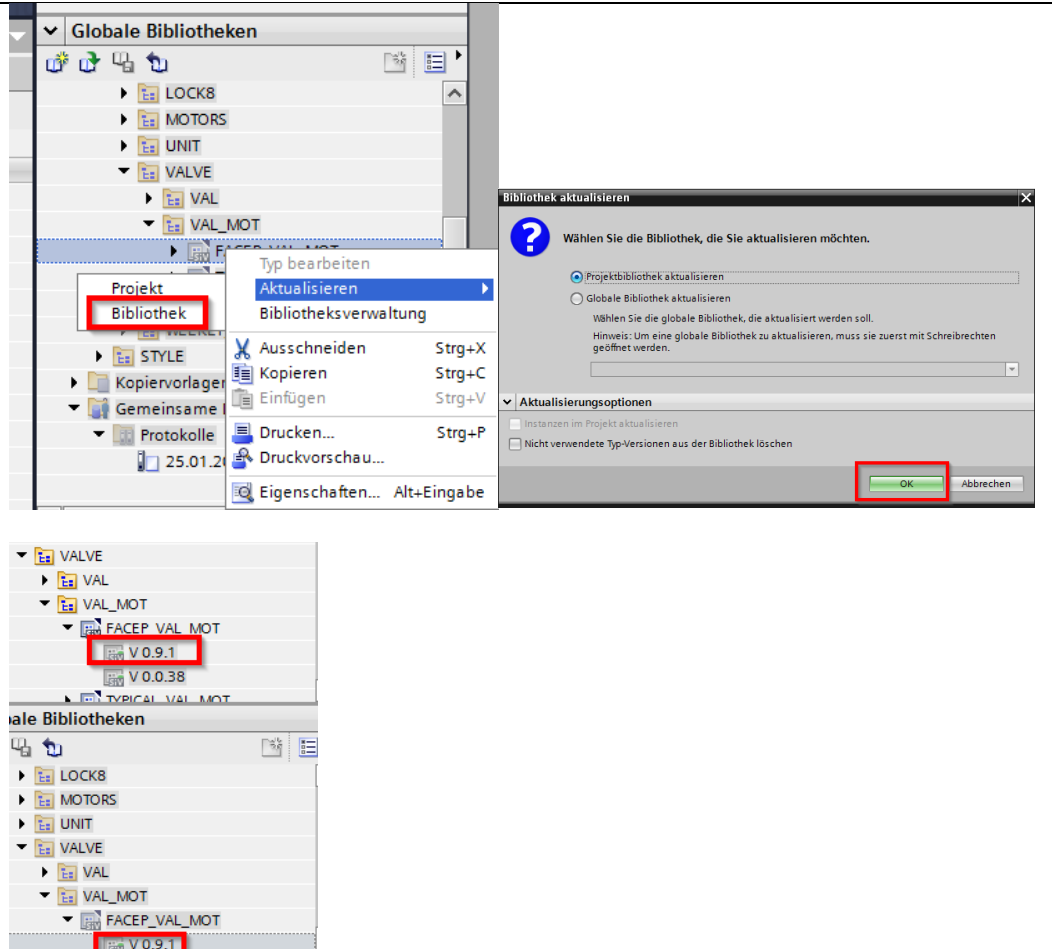 Globale Bibliotheken
LOCK8
MOTORS
UNIT
VALVE
VAL
VAL_MOT
Typ bearbeiten
Projekt
Aktualisieren
Bibliothek
Bibliotheksverwaltung
STYLE
Ausschneiden Strg+X
Kopiervorlagen
Kopieren Strg+C
Einfügen Strg+V
Gemeinsame
Protokolle
Drucken... Strg+P
25.01.20
Druckvorschau...
Eigenschaften... Alt+Eingabe
Bibliothek aktualisieren
Wählen Sie die Bibliothek, die Sie aktualisieren möchten.
Projektbibliothek aktualisieren
Globale Bibliothek aktualisieren
Wählen Sie die globale Bibliothek, die aktualisiert werden soll.
Hinweis: Um eine globale Bibliothek zu aktualisieren, muss sie zuerst mit Schreibrechten
geöffnet werden.
Aktualisierungsoptionen
Instanzen im Projekt aktualisieren
Nicht verwendete Typ-Versionen aus der Bibliothek löschen
OK Abbrechen
VALVE
VAL
VAL_MOT
FACEP_VAL_MOT
V 0.9.1
V 0.0.38
TYPICAL_VAL_MOT
bale Bibliotheken
LOCK8
MOTORS
UNIT
VALVE
VAL
VAL_MOT
FACEP_VAL_MOT
V 0.9.1